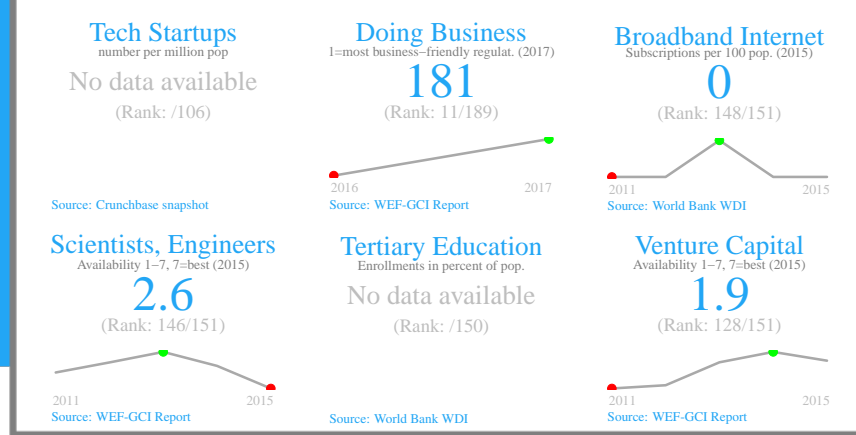 Tech Startups
number per million pop
No data available
(Rank: /106)
Source: Crunchbase snapshot
Doing Business
1=most business−friendly regulat. (2017)
181
(Rank: 11/189)
2016 2017
Source: WEF-GCI Report
Broadband Internet
Subscriptions per 100 pop. (2015)
0
(Rank: 148/151)
2011 2015
Source: World Bank WDI
Scientists, Engineers
Availability 1−7, 7=best (2015)
2.6
(Rank: 146/151)
2011 2015
Source: WEF-GCI Report
Tertiary Education
Enrollments in percent of pop.
No data available
(Rank: /150)
Source: World Bank WDI
Venture Capital
Availability 1−7, 7=best (2015)
1.9
(Rank: 128/151)
2011 2015
Source: WEF-GCI Report